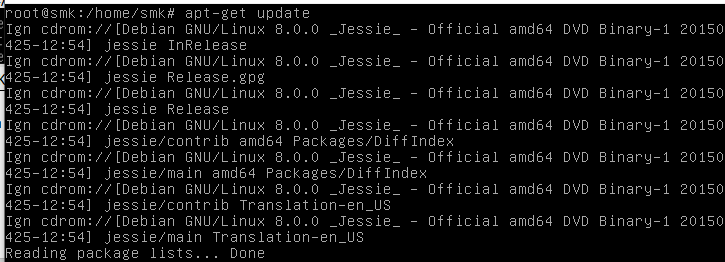 root@smk:/home/smk# apt-get update
Ign cdrom://[Debian GNU/Linux 8.0.0 _Jessie_ - Official amd64 DVD Binary-1 20150
425-12:54] jessie InRelease
Ign cdrom://[Debian GNU/Linux 8.0.0 _Jessie_ - Official amd64 DVD Binary-1 20150
425-12:54] jessie Release.gpg
Ign cdrom://[Debian GNU/Linux 8.0.0 _Jessie_ - Official amd64 DVD Binary-1 20150
425-12:54] jessie Release
Ign cdrom://[Debian GNU/Linux 8.0.0 _Jessie_ - Official amd64 DVD Binary-1 20150
425-12:54] jessie/contrib amd64 Packages/DiffIndex
Ign cdrom://[Debian GNU/Linux 8.0.0 _Jessie_ - Official amd64 DVD Binary-1 20150
425-12:54] jessie/main amd64 Packages/DiffIndex
Ign cdrom://[Debian GNU/Linux 8.0.0 _Jessie_ - Official amd64 DVD Binary-1 20150
425-12:54] jessie/contrib Translation-en_US
Ign cdrom://[Debian GNU/Linux 8.0.0 _Jessie_ - Official amd64 DVD Binary-1 20150
425-12:54] jessie/main Translation-en_US
Reading package lists... Done